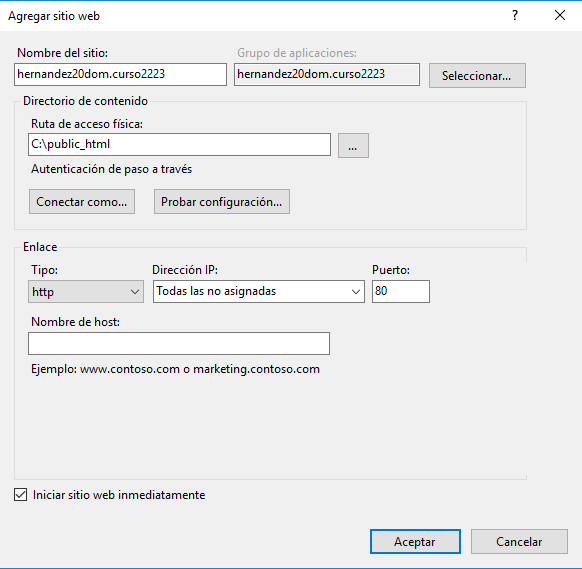 Agregar sitio web
?
Nombre del sitio:
Grupo de aplicaciones:
hernandez20dom.curso2223
hernandez20dom.curso2223
Seleccionar...
Directorio de contenido
Ruta de acceso física:
C:\public_html
...
Autenticación de paso a través
Conectar como...
Probar configuración...
Enlace
Tipo:
Dirección IP:
Puerto:
http
Todas las no asignadas
80
Nombre de host:
Ejemplo: www.contoso.com o marketing.contoso.com
Iniciar sitio web inmediatamente
Aceptar
Cancelar